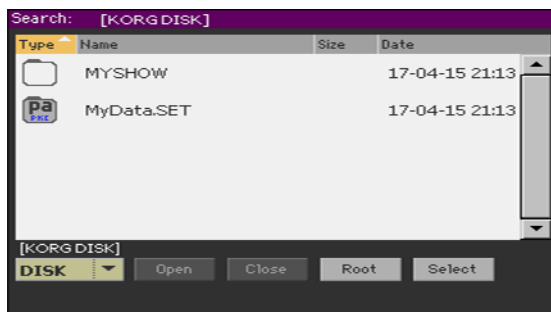 Search: [KORG DISK]
Type Name Size Date
MYSHOW 17-04-15 21:13
Pa PKG MyData.SET 17-04-15 21:13
[KORG DISK]
DISK Open Close Root Select